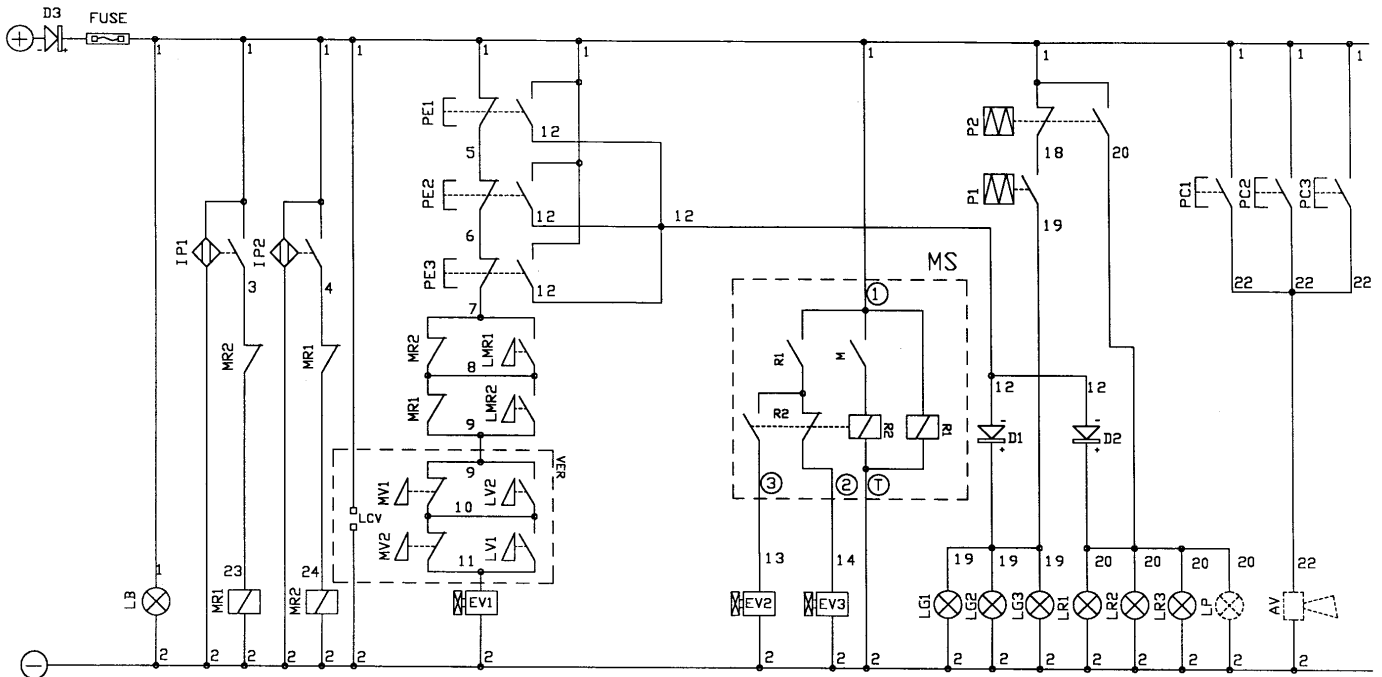 D3
FUSE
1 1 1 1 1 1 1 1 1 1 1
PE1
12
P2
5
18
20
PE2
P1
PC1
PC2
PC3
12
12
19
6
IP1
IP2
PE3
MS
3
4
12
1
22
22
22
7
MR2
MR1
MR2
LMR1
R1
M
8
12
12
MR1
LMR2
R2
R2
R1
D1
D2
- +
- +
9
9
VER
MV1
LV2
3
2
T
LCV
10
MV2
LV1
11
13
14
19
19
19
20
20
20
20
22
1
23
24
LB
MR1
MR2
EV1
EV2
EV3
LG1
LG2
LG3
LR1
LR2
LR3
LP
AV
2 2 2 2 2 2 2 2 2 2 2 2 2 2 2 2 2 2